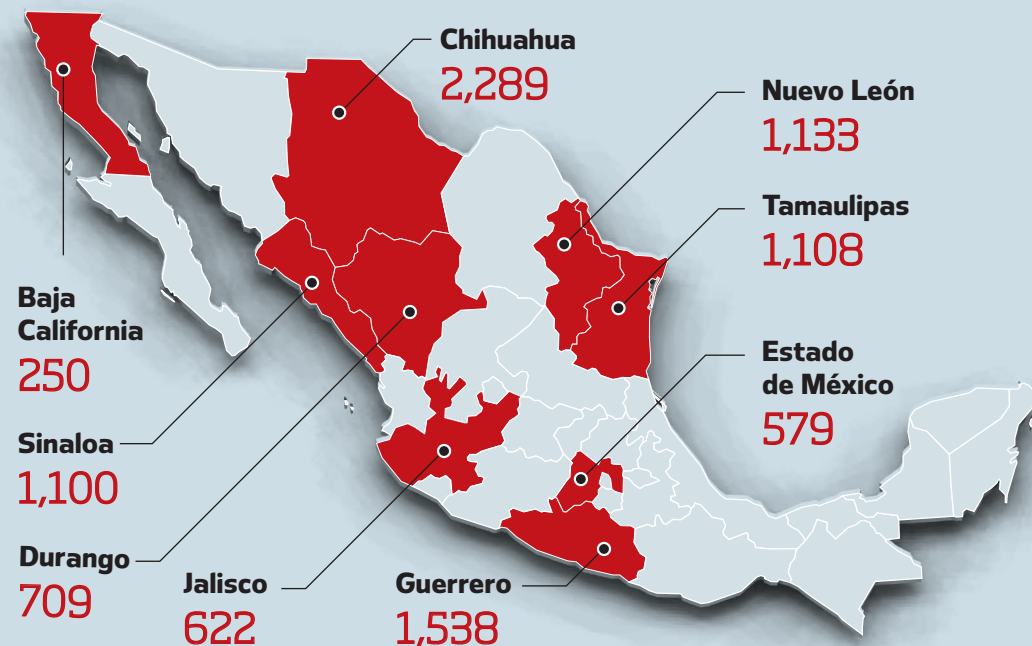 Chihuahua
2,289
Nuevo León
1,133
Tamaulipas
1,108
Baja
California
250
Estado
de México
579
Sinaloa
1,100
Durango
709
Jalisco
622
Guerrero
1,538